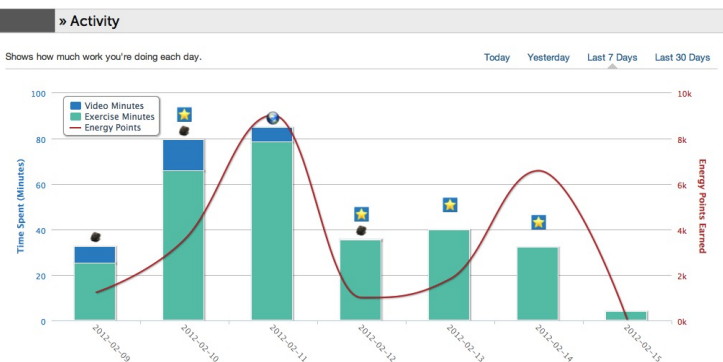 » Activity
Shows how much work you're doing each day.
Today Yesterday Last 7 Days Last 30 Days
100 10k
Video Minutes
Exercise Minutes
Energy Points
80 8k
60 6k
40 4k
20 2k
0 0k
Time Spent (Minutes)
Energy Points Earned
2012-02-09 2012-02-10 2012-02-11 2012-02-12 2012-02-13 2012-02-14 2012-02-15